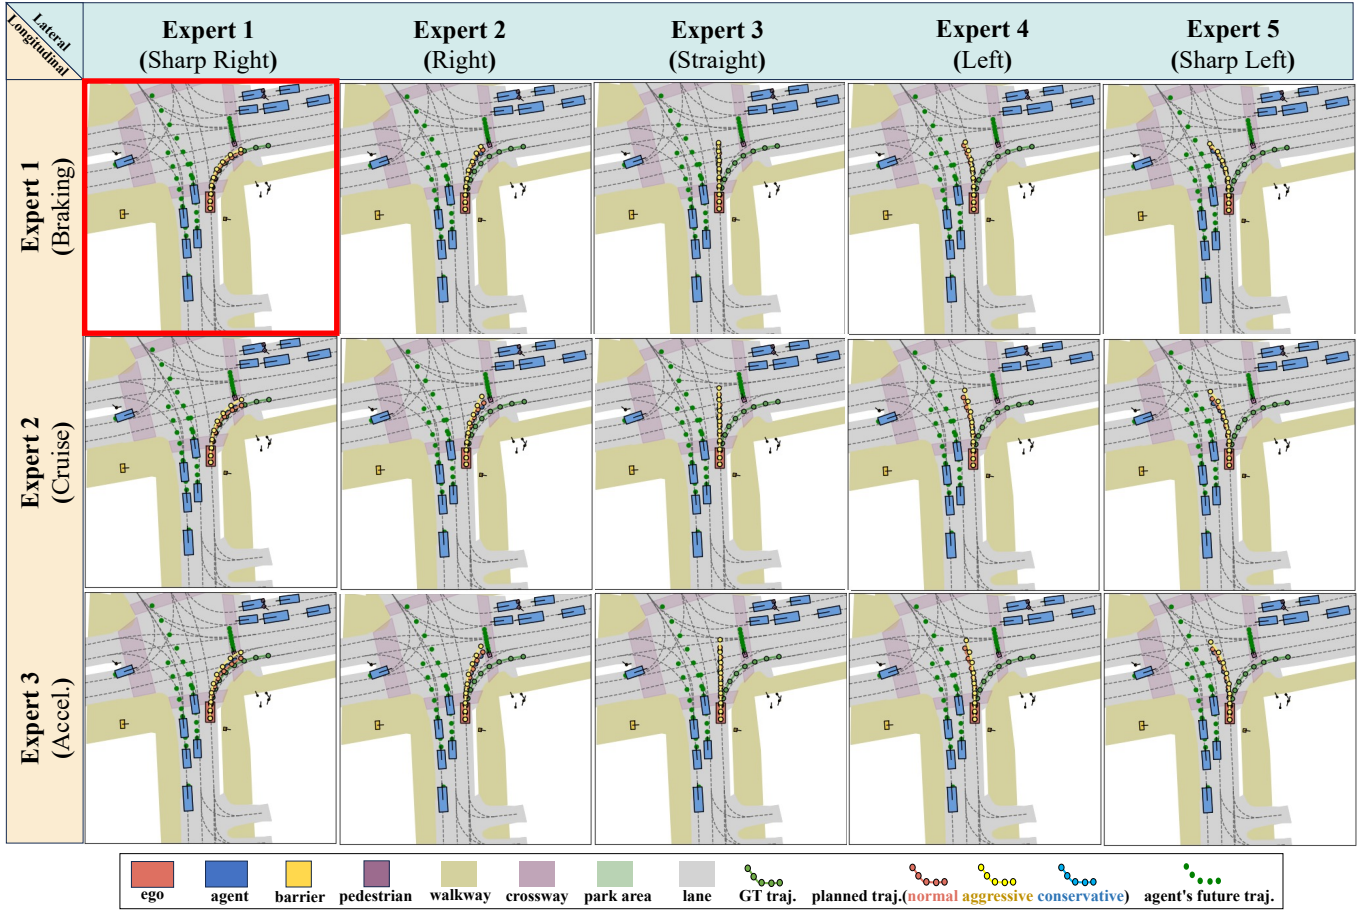 Lateral
Longitudinal
Expert 1
(Sharp Right)
Expert 2
(Right)
Expert 3
(Straight)
Expert 4
(Left)
Expert 5
(Sharp Left)
Expert 1
(Braking)
Expert 2
(Cruise)
Expert 3
(Accel.)
ego
agent
barrier
pedestrian
walkway
crossway
park area
lane
GT traj.
planned traj.(normal aggressive conservative)
agent's future traj.